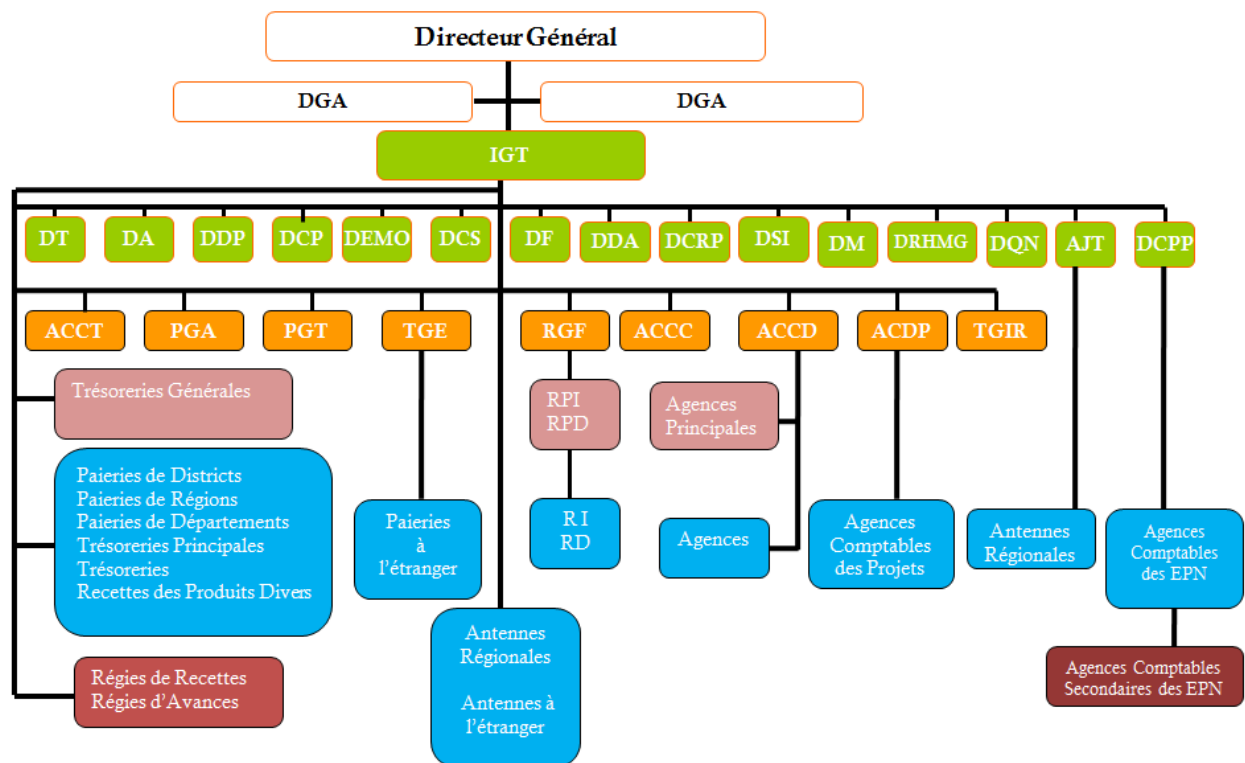 Directeur Général
DGA
DGA
IGT
DT
DA
DDP
DCP
DEMO
DCS
DF
DDA
DCRP
DSI
DM
DRHMG
DQN
AJT
DCPP
ACCT
PGA
PGT
TGE
RGF
ACCC
ACCD
ACDP
TGIR
Trésoreries Générales
RPI
RPD
Agences
Principales
Paieries de Districts
Paieries de Régions
Paieries de Départements
Trésoreries Principales
Trésoreries
Recettes des Produits Divers
Paieries
à
l'étranger
R I
RD
Agences
Agences
Comptables
des Projets
Antennes
Régionales
Agences
Comptables
des EPN
Antennes
Régionales
Antennes à
l'étranger
Régies de Recettes
Régies d'Avances
Agences Comptables
Secondaires des EPN